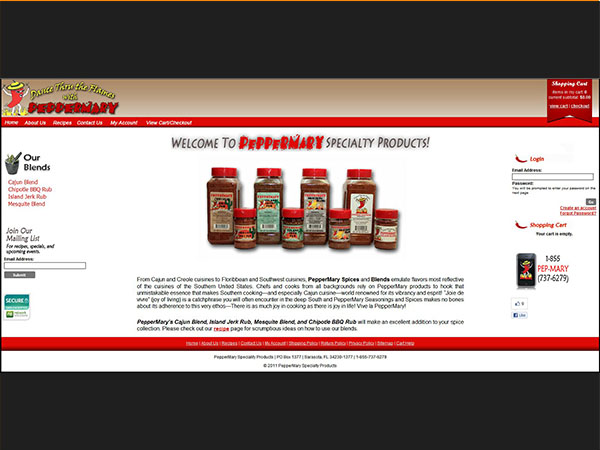 Dance Thru the Flames
with
PEPPERMARY
Shopping Cart
items in my cart 0
current subtotal: $0.00
view cart | checkout
Home About Us Recipes Contact Us My Account View Cart/Checkout
WELCOME TO PEPPERMARY SPECIALTY PRODUCTS!
Our
Blends
Cajun Blend
Chipotle BBQ Rub
Island Jerk Rub
Mesquite Blend
Join Our
Mailing List
For recipes, specials, and
upcoming events.
Submit
SECURE
Login
Email Address:
Password:
You will be prompted to enter your password on the
next page.
Go
Create an account
Forgot Password?
Shopping Cart
Your cart is empty.
1-855
PEP-MARY
(737-6279)
9
Like
From Cajun and Creole cuisines to Floribbean and Southwest cuisines, PepperMary Spices and Blends emulate flavors most reflective
of the cuisines of the Southern United States. Chefs and cooks from all backgrounds rely on PepperMary products to hook that
unmistakable essence that makes Southern cooking—and especially Cajun cuisine—world renowned for its vibrancy and esprit! "Joie de
vivre" (joy of living) is a catchphrase you will often encounter in the deep South and PepperMary Seasonings and Spices makes no bones
about its adherence to this very ethos—There is as much joy in cooking as there is joy in life! Vive la PepperMary!
PepperMary's Cajun Blend, Island Jerk Rub, Mesquite Blend, and Chipotle BBQ Rub will make an excellent addition to your spice
collection. Please check out our recipe page for scrumptious ideas on how to use our blends.
Home | About Us | Recipes | Contact Us | My Account | Shipping Policy | Return Policy | Privacy Policy | Sitemap | Cart Help
PepperMary Specialty Products | PO Box 1377 | Sarasota, FL 34230-1377 | 1-855-737-6279
© 2011 PepperMary Specialty Products